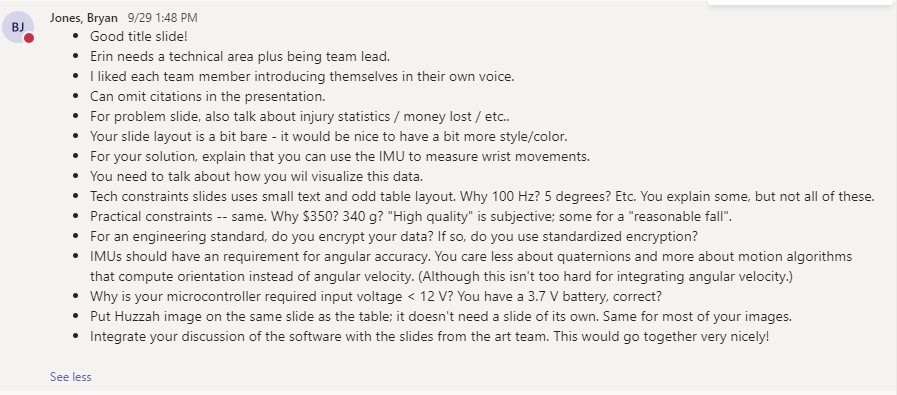 BJ
Jones, Bryan 9/29 1:48 PM
• Good title slide!
• Erin needs a technical area plus being team lead.
• I liked each team member introducing themselves in their own voice.
• Can omit citations in the presentation.
• For problem slide, also talk about injury statistics / money lost / etc..
• Your slide layout is a bit bare - it would be nice to have a bit more style/color.
• For your solution, explain that you can use the IMU to measure wrist movements.
• You need to talk about how you wil visualize this data.
• Tech constraints slides uses small text and odd table layout. Why 100 Hz? 5 degrees? Etc. You explain some, but not all of these.
• Practical constraints -- same. Why $350? 340 g? "High quality" is subjective; some for a "reasonable fall".
• For an engineering standard, do you encrypt your data? If so, do you use standardized encryption?
• IMUs should have an requirement for angular accuracy. You care less about quaternions and more about motion algorithms
that compute orientation instead of angular velocity. (Although this isn't too hard for integrating angular velocity.)
• Why is your microcontroller required input voltage < 12 V? You have a 3.7 V battery, correct?
• Put Huzzah image on the same slide as the table; it doesn't need a slide of its own. Same for most of your images.
• Integrate your discussion of the software with the slides from the art team. This would go together very nicely!
See less